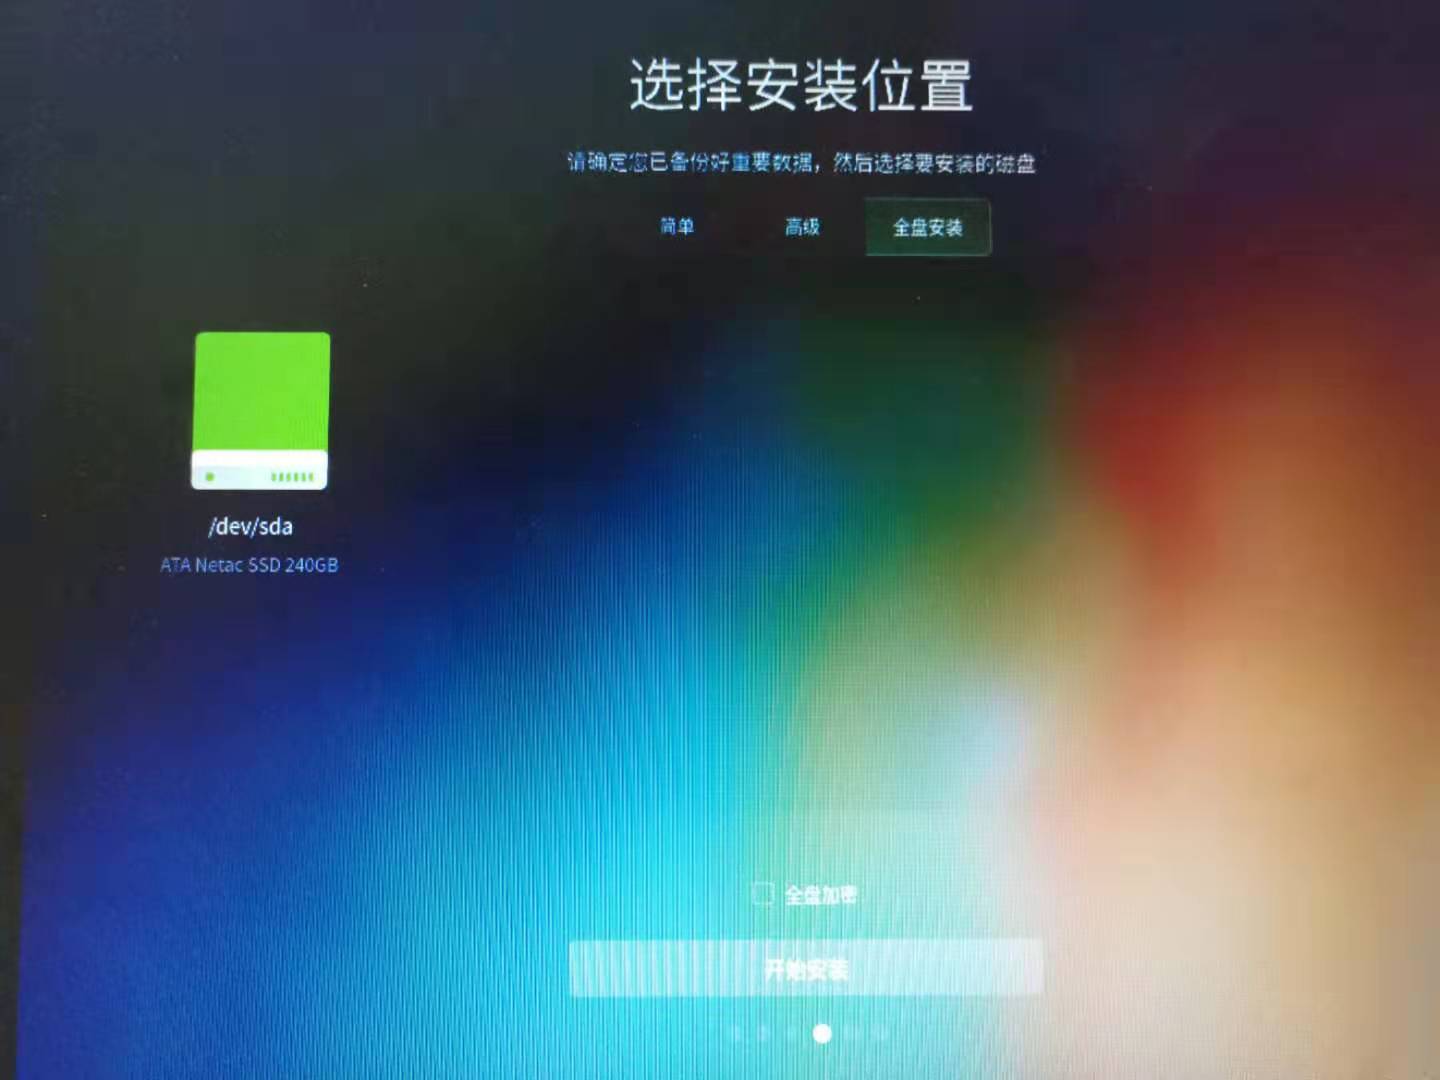 选择安装位置
请确定您已备份好重要数据，然后选择要安装的磁盘
简单
高级
全盘安装
/dev/sda
ATA Netac SSD 240GB
全盘加密
开始安装